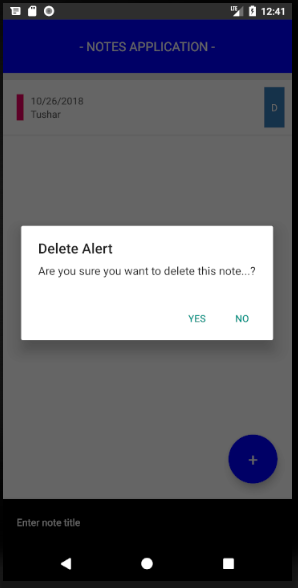 12:41
- NOTES APPLICATION -
10/26/2018
Tushar
D
Delete Alert
Are you sure you want to delete this note...?
YES NO
+
Enter note title